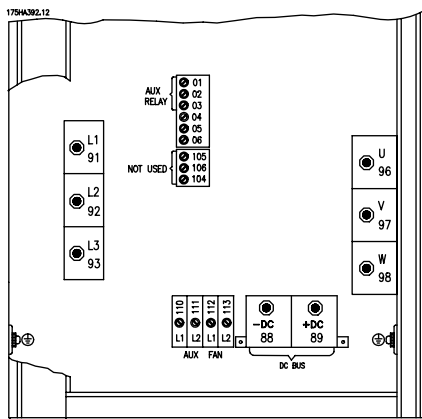 175HA392.12
AUX
RELAY
01
02
03
04
05
06
NOT USED
105
106
104
L1
91
L2
92
L3
93
U
96
V
97
W
98
110
111
112
113
L1
L2
L1
L2
AUX FAN
-DC
88
+DC
89
DC BUS